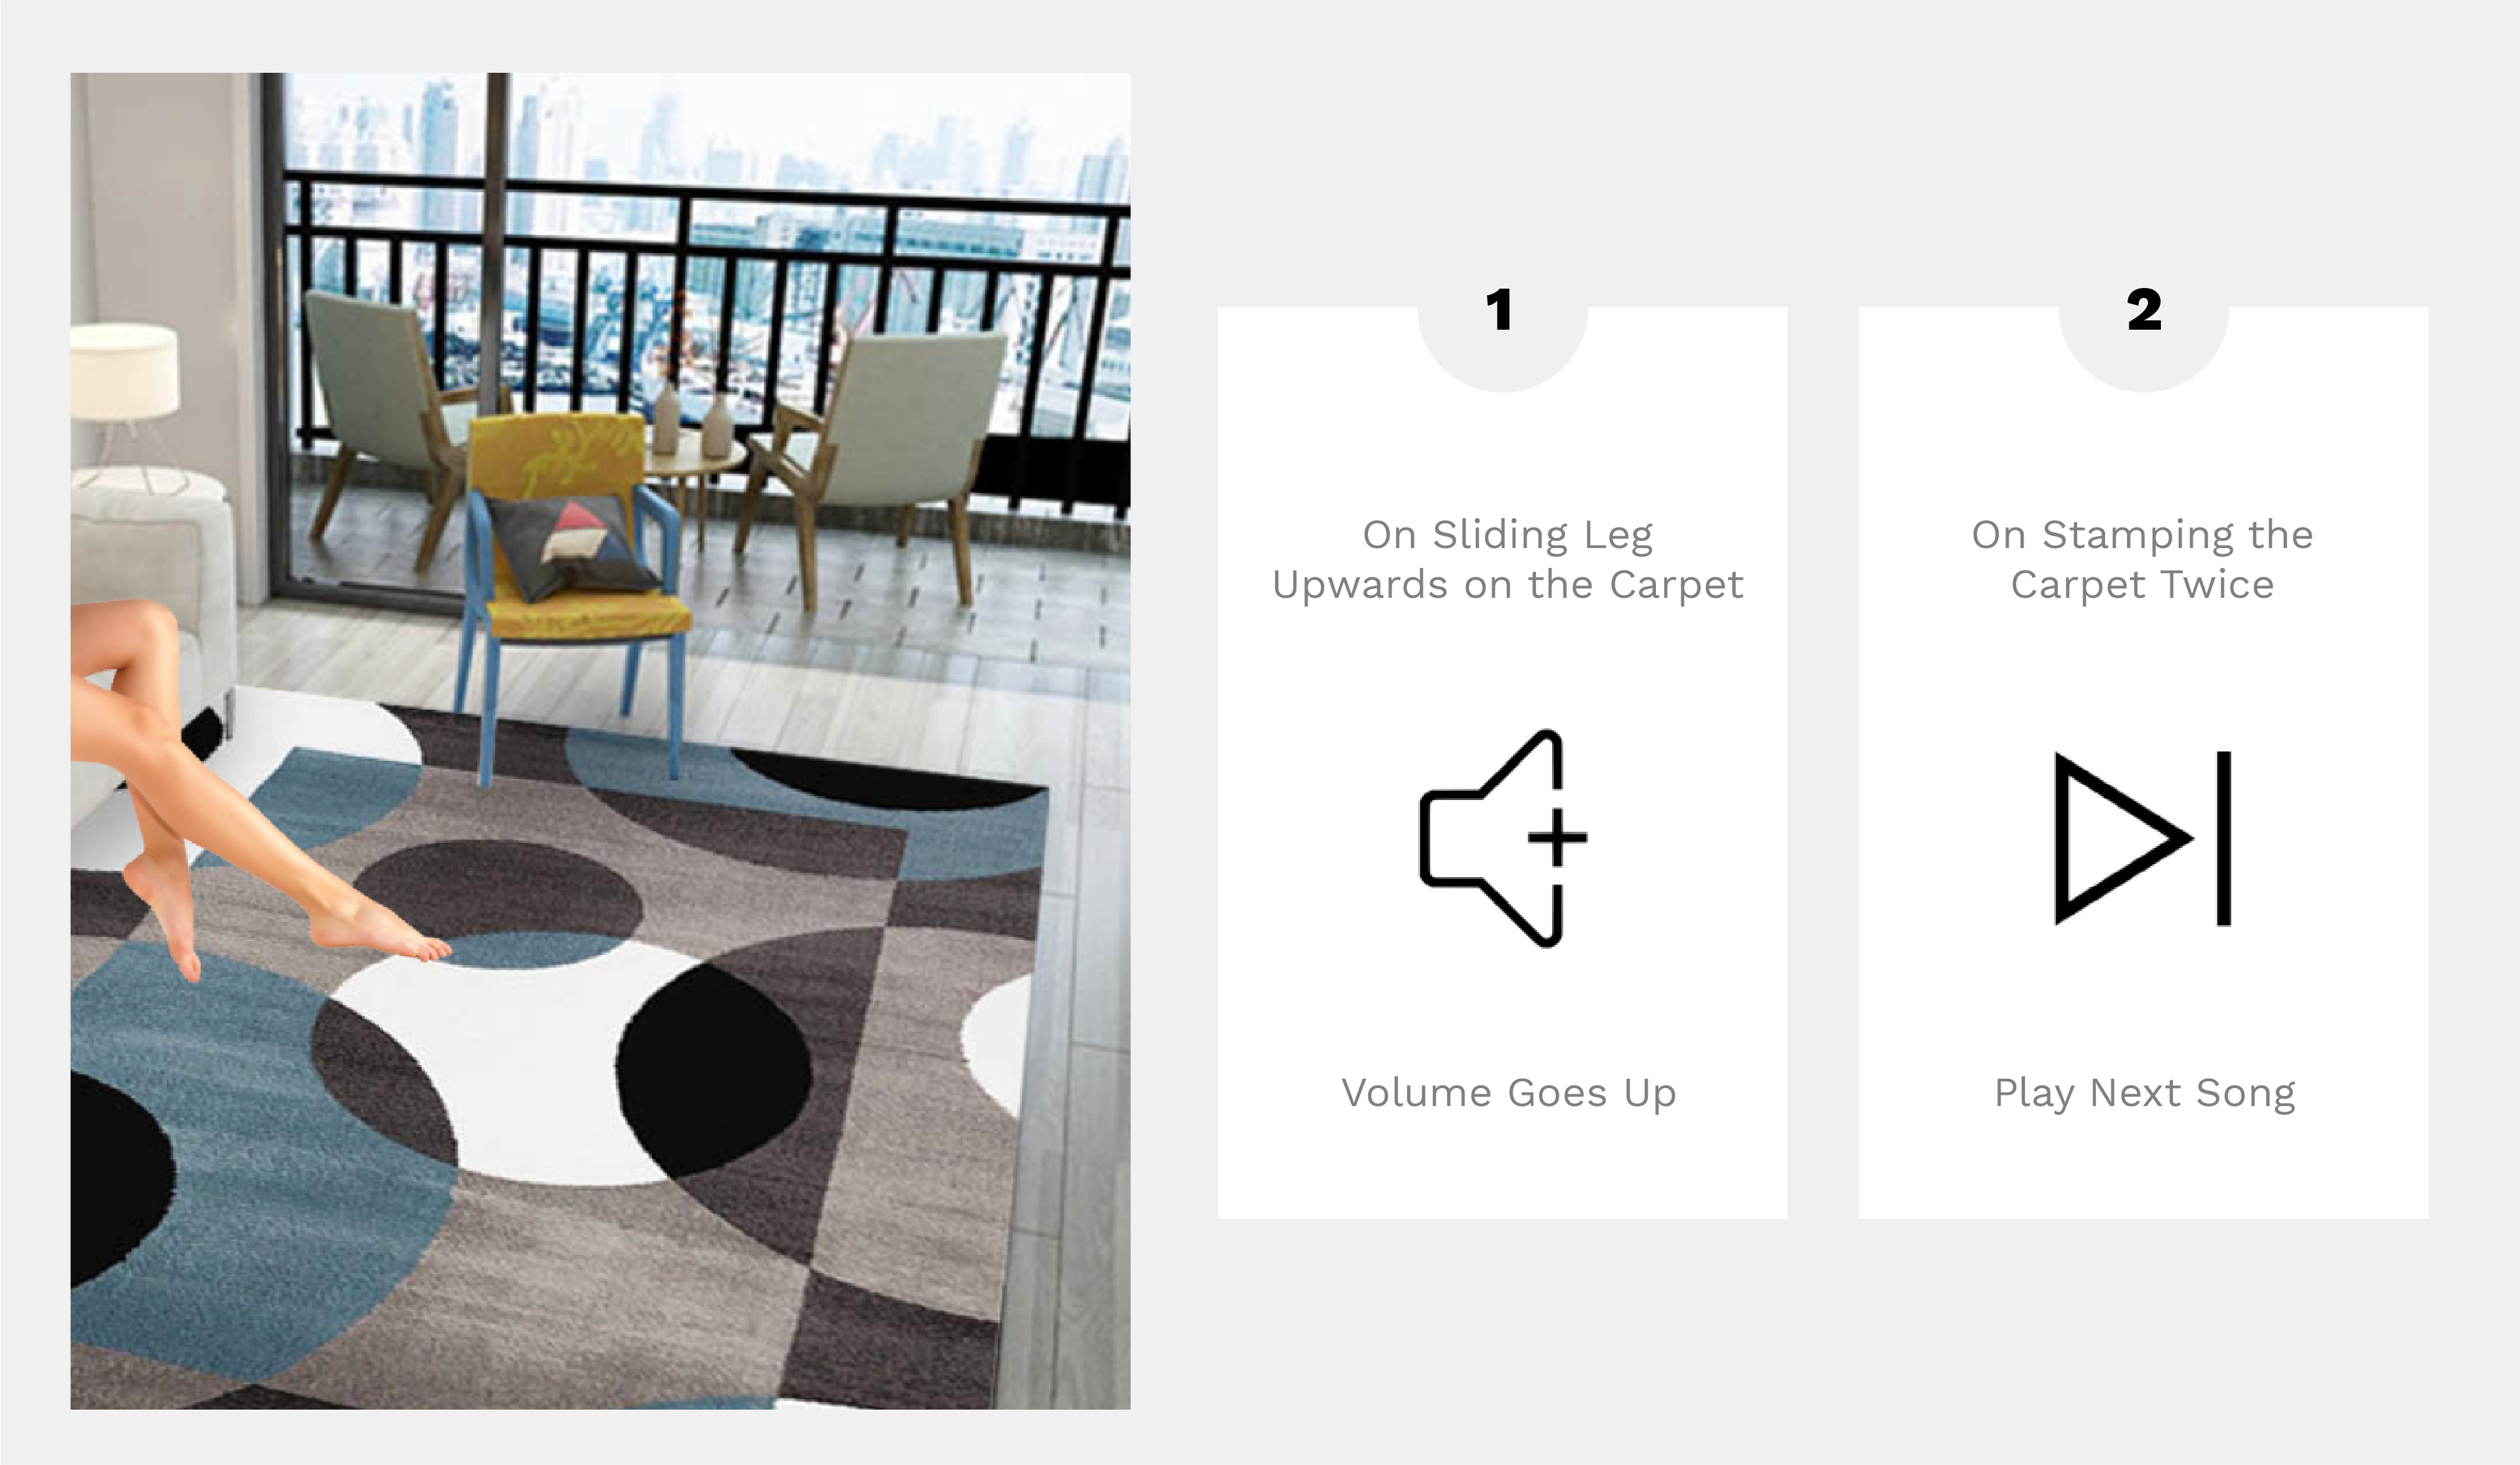 1
On Sliding Leg
Upwards on the Carpet
Volume Goes Up
2
On Stamping the
Carpet Twice
Play Next Song